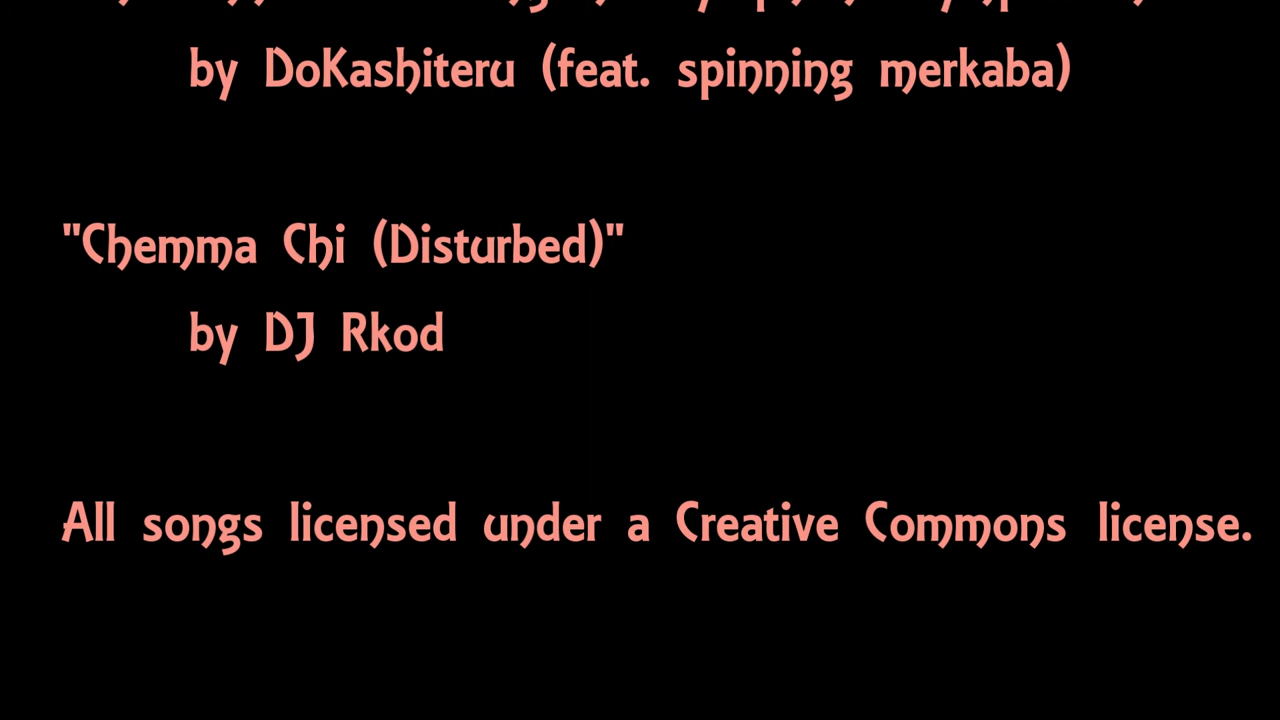 by DoKashiteru (feat. spinning merkaba)
"Chemma Chi (Disturbed)"
by DJ Rkod
All songs licensed under a Creative Commons license.